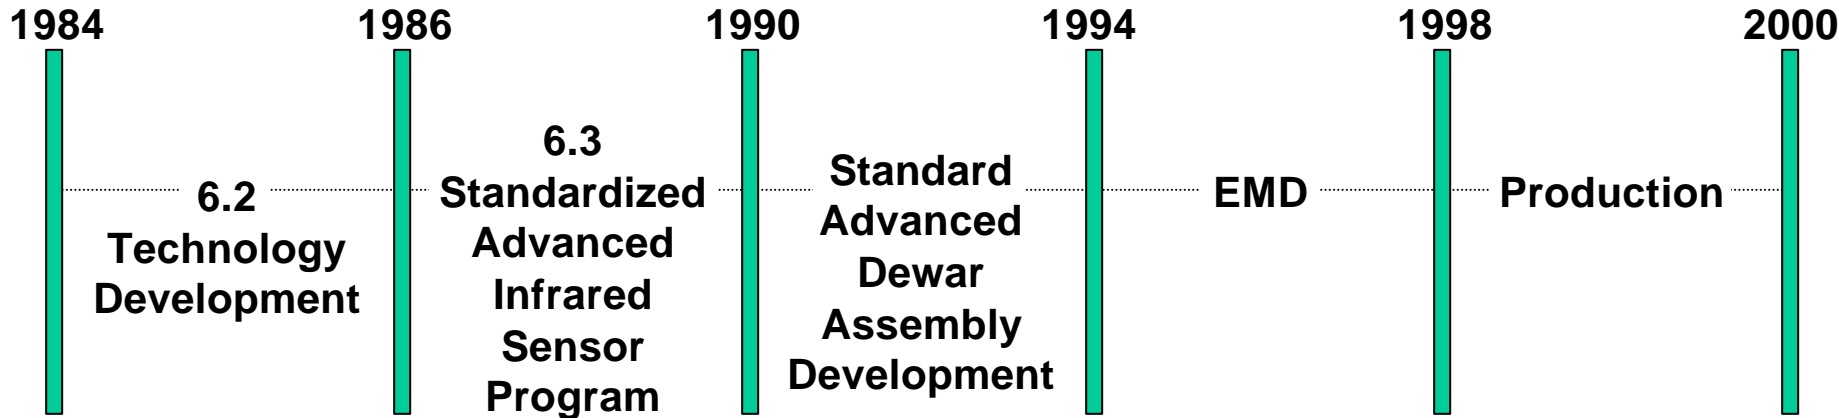 1984 1986 1990 1994 1998 2000
6.2
Technology
Development
6.3
Standardized
Advanced
Infrared
Sensor
Program
Standard
Advanced
Dewar
Assembly
Development
EMD
Production